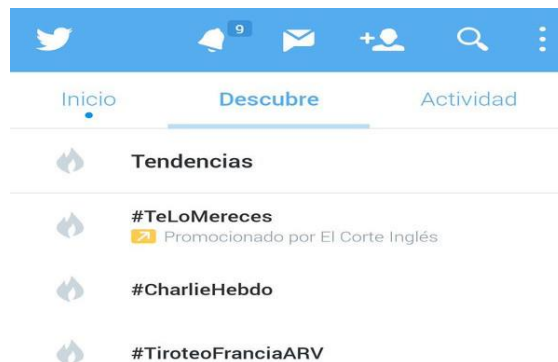 9
Inicio
Descubre
Actividad
Tendencias
#TeLoMereces
Promocionado por El Corte Inglés
#CharlieHebdo
#TiroteoFranciaARV